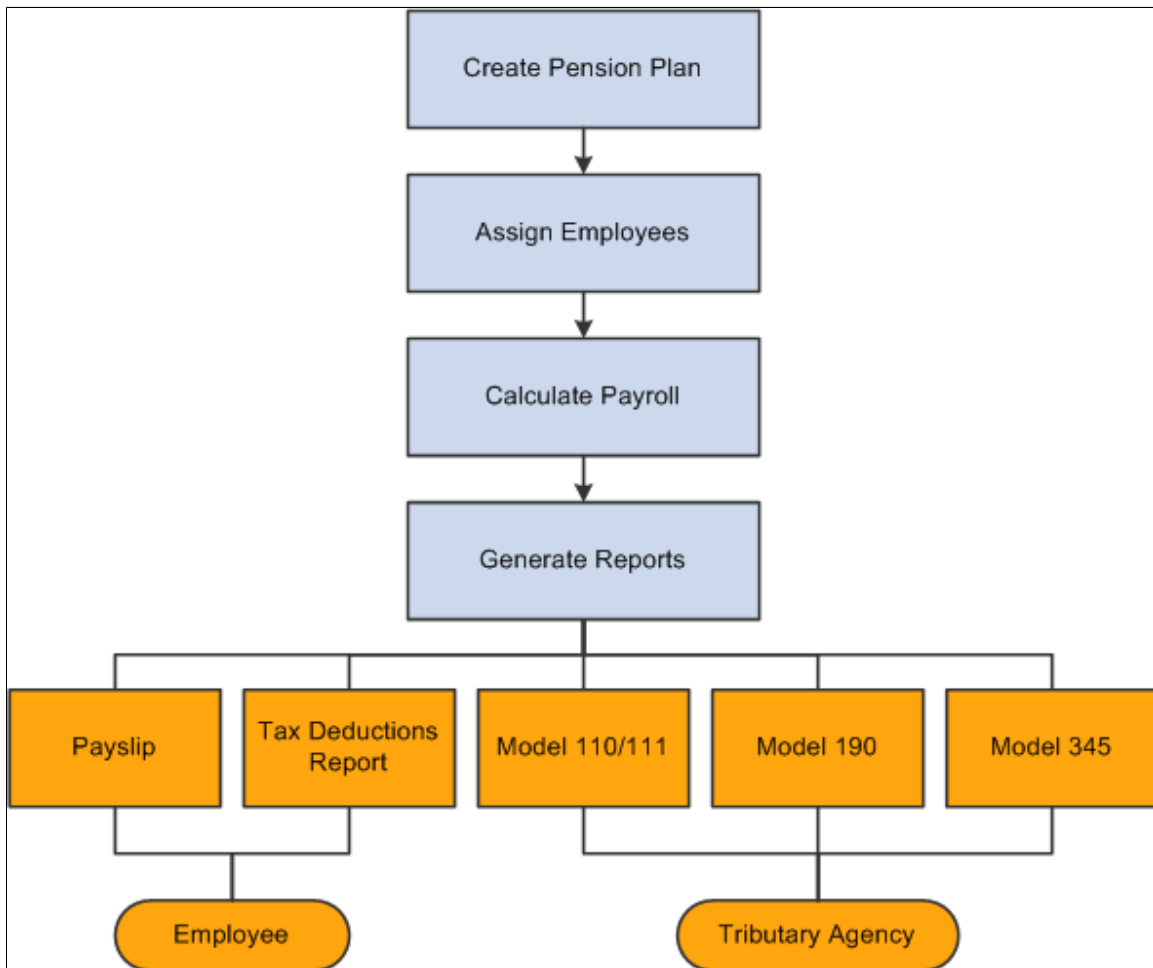 Create Pension Plan
Assign Employees
Calculate Payroll
Generate Reports
Payslip
Tax Deductions
Report
Model 110/111
Model 190
Model 345
Employee
Tributary Agency